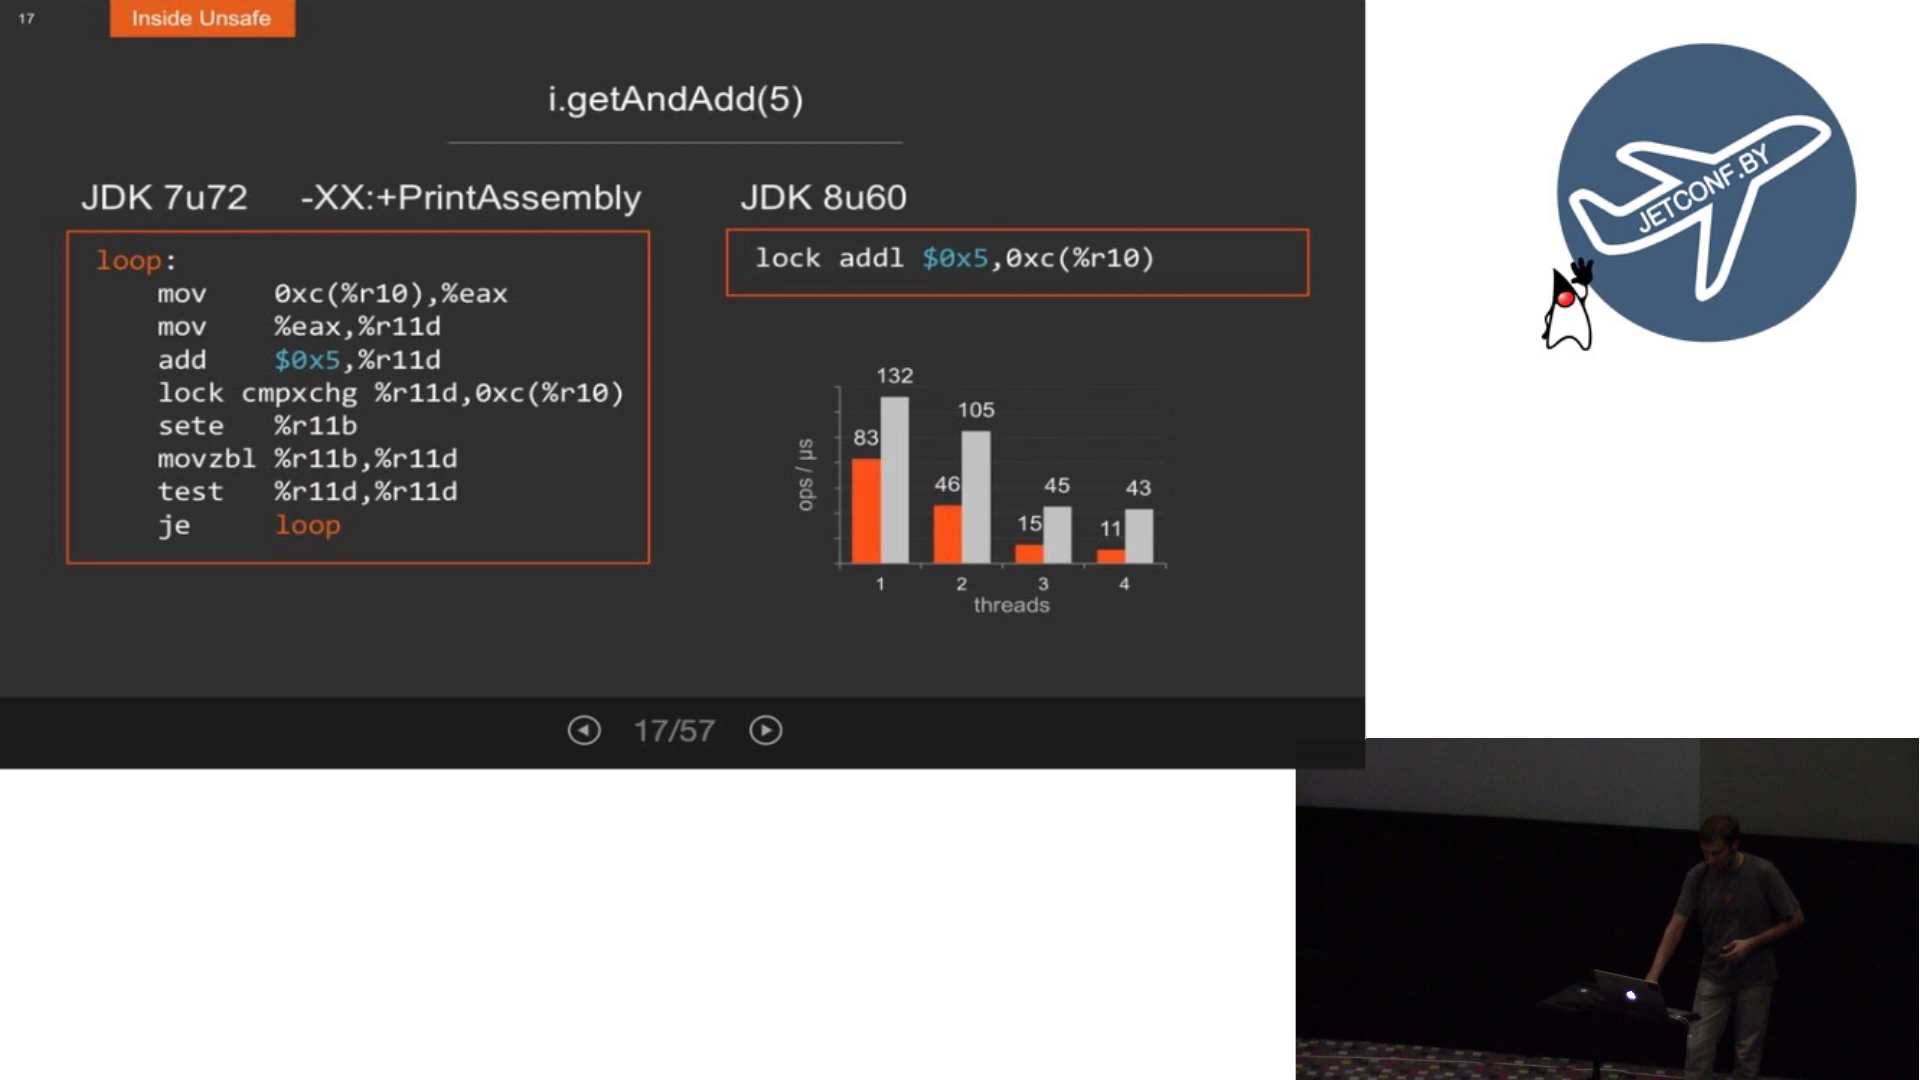 17
Inside Unsafe
i.getAndAdd(5)
JDK 7u72 -XX:+PrintAssembly
loop:
mov 0xc(%r10),%eax
mov %eax,%r11d
add $0x5,%r11d
lock cmpxchg %r11d,0xc(%r10)
sete %r11b
movzbl %r11b,%r11d
test %r11d,%r11d
je loop
JDK 8u60
lock addl $0x5,0xc(%r10)
132
105
83
46
45
43
15
11
ops / µs
1 2 3 4
threads
17/57
JETCONF.BY